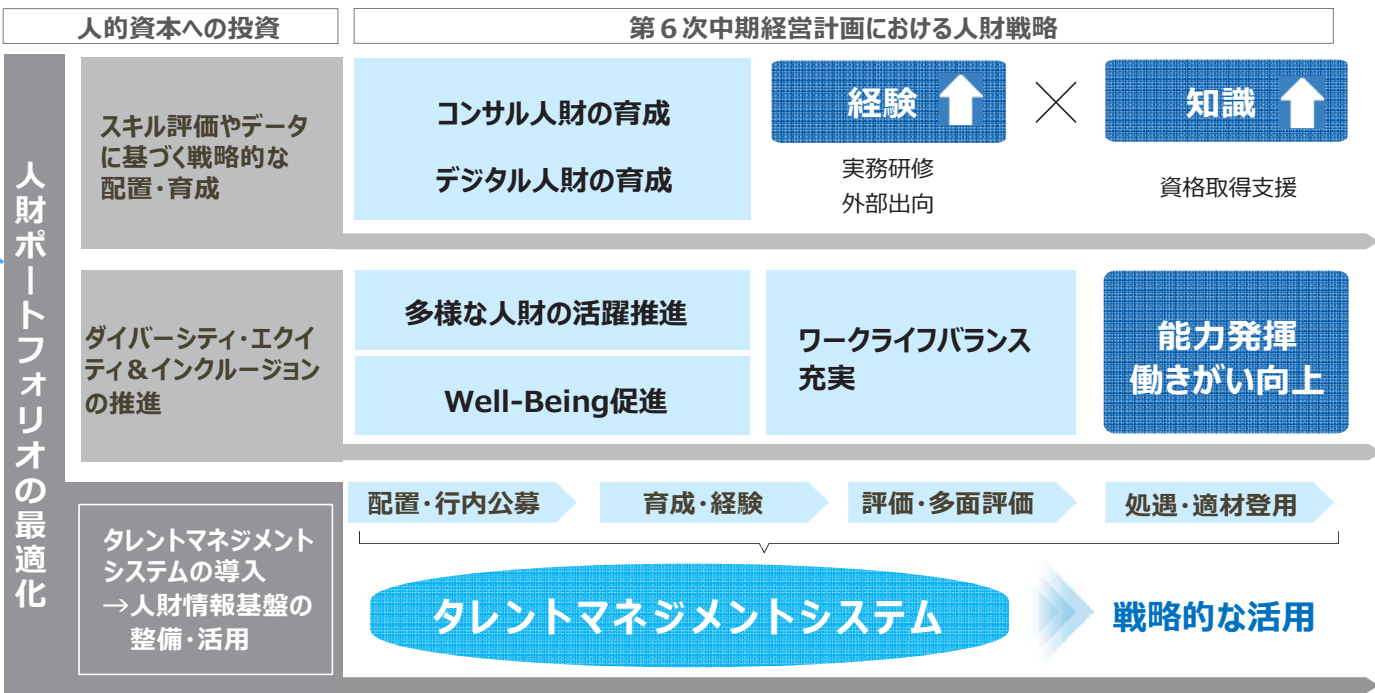 人的資本への投資
第6次中期経営計画における人財戦略
人財ポートフォリオの最適化
スキル評価やデータ
に基づく戦略的な
配置・育成
コンサル人財の育成
デジタル人財の育成
経験
×
知識
実務研修
外部出向
資格取得支援
ダイバーシティ・エクイ
ティ&インクルージョン
の推進
多様な人財の活躍推進
Well-Being促進
ワークライフバランス
充実
能力発揮
働きがい向上
タレントマネジメント
システムの導入
→人財情報基盤の
整備・活用
配置・行内公募
育成・経験
評価・多面評価
処遇・適材登用
タレントマネジメントシステム
戦略的な活用